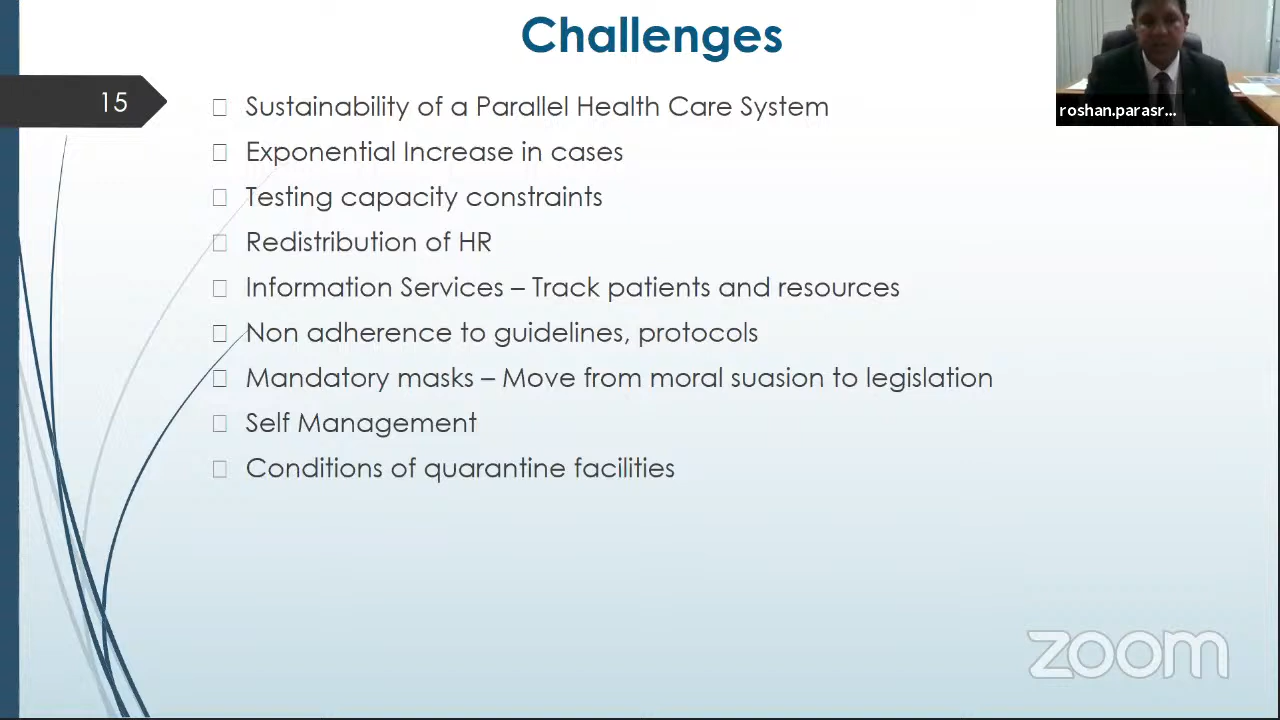 Challenges
15
Sustainability of a Parallel Health Care System
Exponential Increase in cases
Testing capacity constraints
Redistribution of HR
Information Services – Track patients and resources
Non adherence to guidelines, protocols
Mandatory masks – Move from moral suasion to legislation
Self Management
Conditions of quarantine facilities
roshan.parasr...
zoom